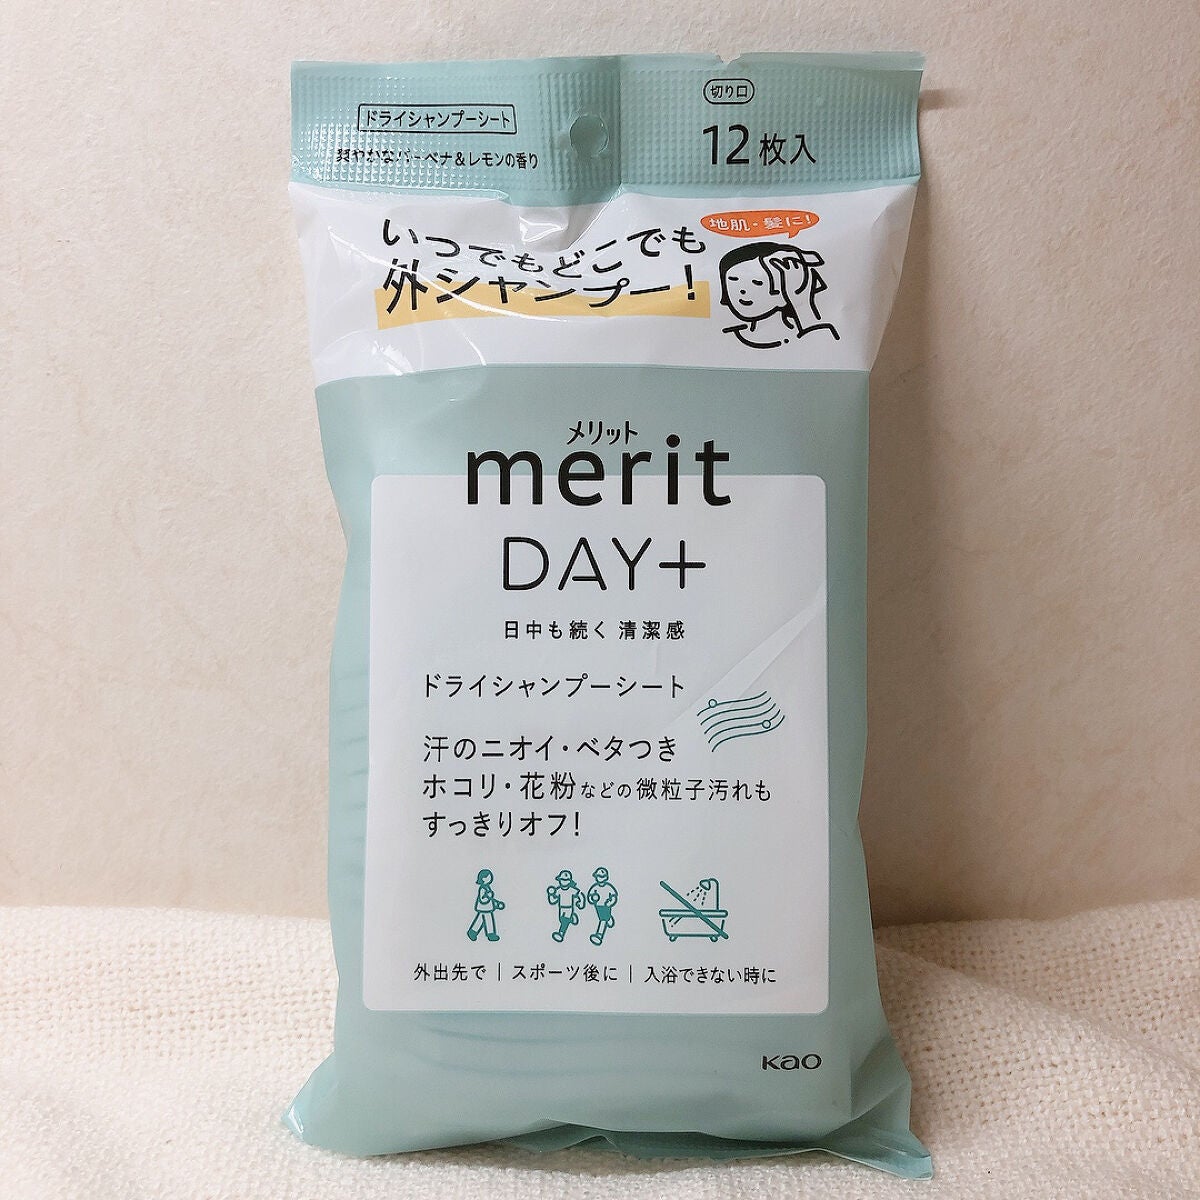 ドライシャンプーシート
爽やかなバーベナ&レモンの香り
切り口
12枚入
いつでもどこでも
外シャンプー!
地肌・髪に!
メリット
merit
DAY+
日中も続く 清潔感
ドライシャンプーシート
汗のニオイ・ベタつき
ホコリ・花粉などの微粒子汚れも
すっきりオフ!
外出先で|スポーツ後に|入浴できない時に
Kao